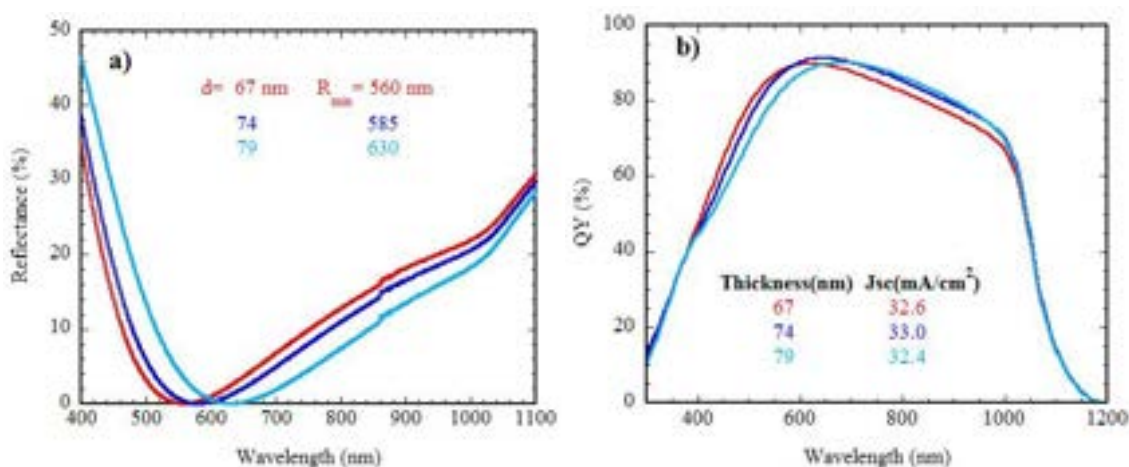 a)
d= 67 nm R_min = 560 nm
74 585
79 630
50
40
30
20
10
0
Reflectance (%)
400 500 600 700 800 900 1000 1100
Wavelength (nm)
b)
100
80
60
40
20
0
QY (%)
Thickness(nm) Jsc(mA/cm²)
67 32.6
74 33.0
79 32.4
400 600 800 1000 1200
Wavelength (nm)